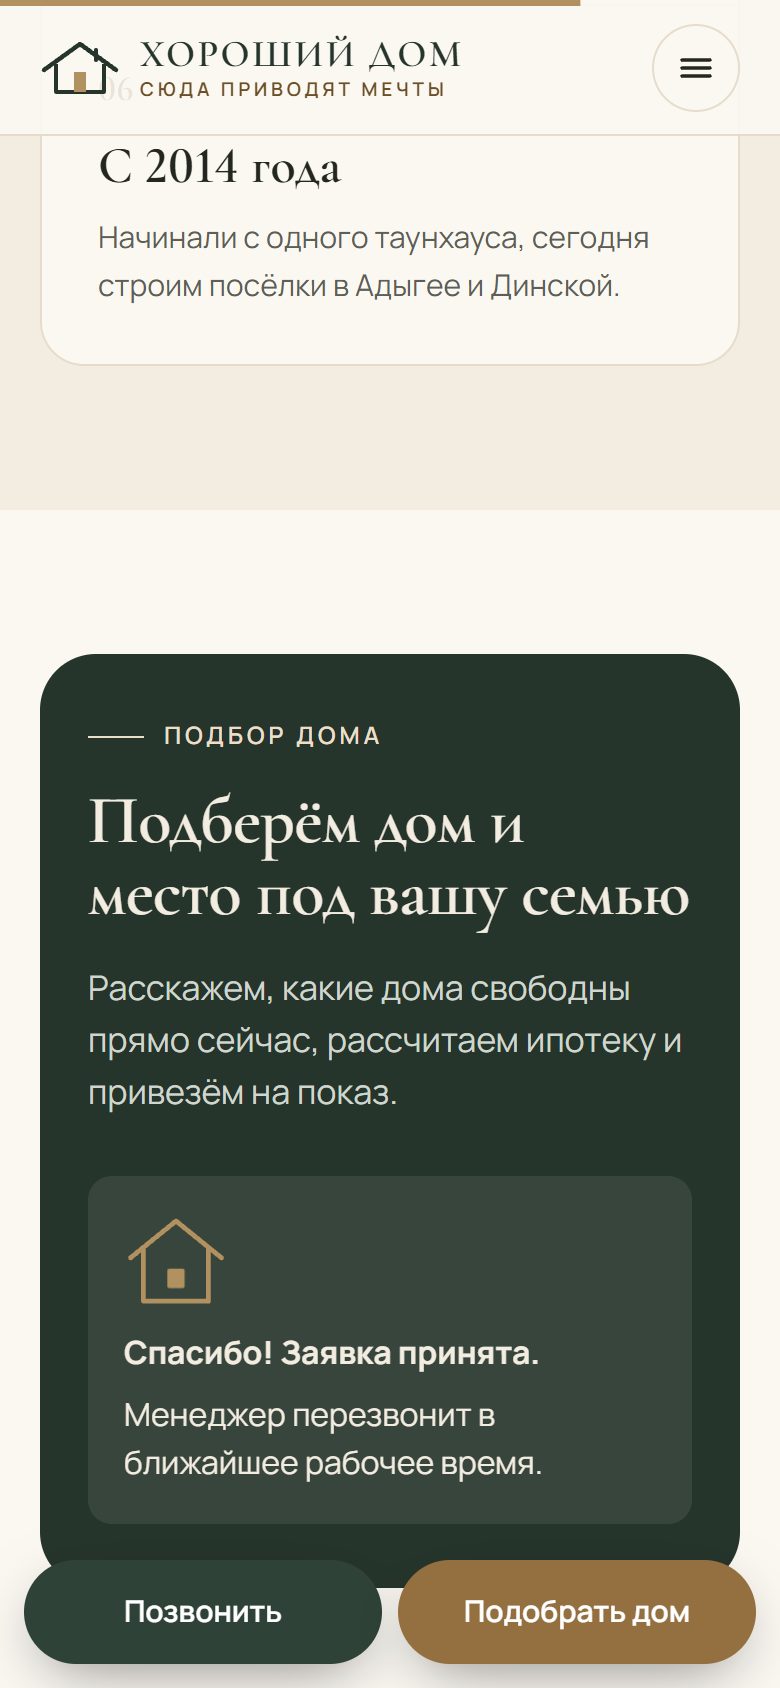 ХОРОШИЙ ДОМ
СЮДА ПРИВОДЯТ МЕЧТЫ
06
С 2014 года
Начинали с одного таунхауса, сегодня
строим посёлки в Адыгее и Динской.
ПОДБОР ДОМА
Подберём дом и
место под вашу семью
Расскажем, какие дома свободны
прямо сейчас, рассчитаем ипотеку и
привезём на показ.
Спасибо! Заявка принята.
Менеджер перезвонит в
ближайшее рабочее время.
Позвонить
Подобрать дом